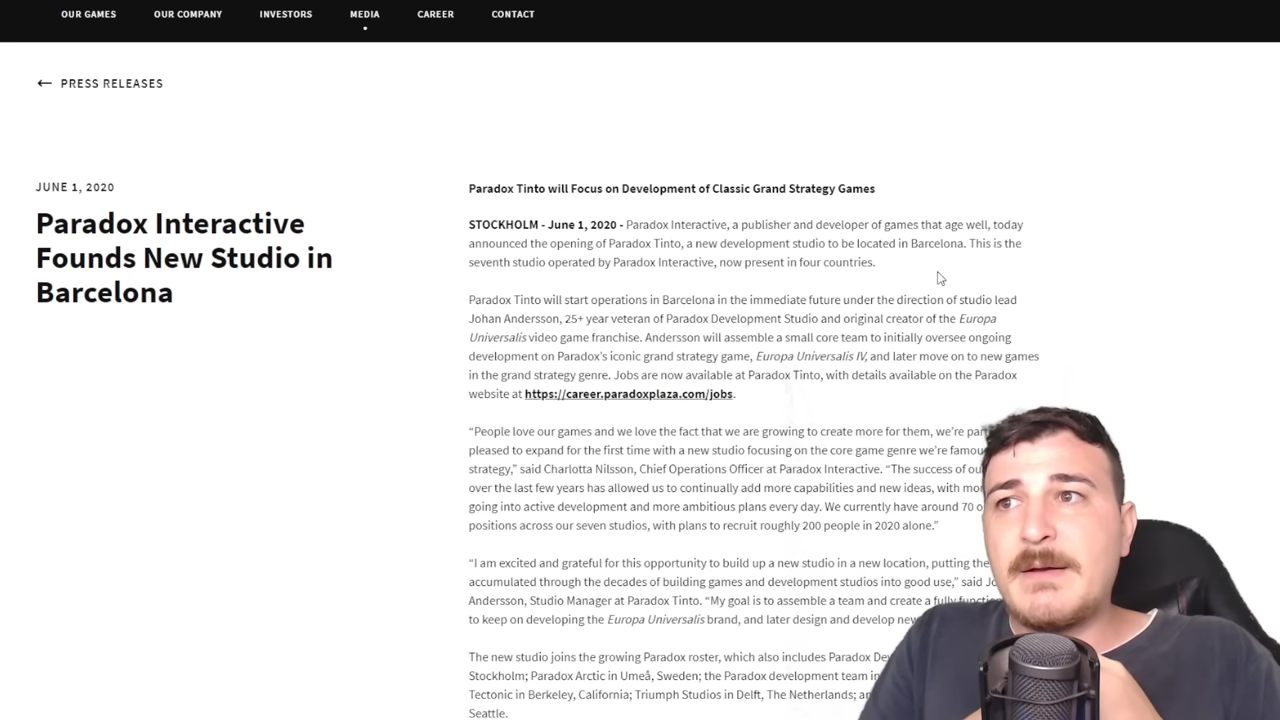 OUR GAMES OUR COMPANY INVESTORS MEDIA CAREER CONTACT
← PRESS RELEASES
JUNE 1, 2020
Paradox Interactive
Founds New Studio in
Barcelona
Paradox Tinto will Focus on Development of Classic Grand Strategy Games
STOCKHOLM - June 1, 2020 - Paradox Interactive, a publisher and developer of games that age well, today
announced the opening of Paradox Tinto, a new development studio to be located in Barcelona. This is the
seventh studio operated by Paradox Interactive, now present in four countries.
Paradox Tinto will start operations in Barcelona in the immediate future under the direction of studio lead
Johan Andersson, 25+ year veteran of Paradox Development Studio and original creator of the Europa
Universalis video game franchise. Andersson will assemble a small core team to initially oversee ongoing
development on Paradox's iconic grand strategy game, Europa Universalis IV, and later move on to new games
in the grand strategy genre. Jobs are now available at Paradox Tinto, with details available on the Paradox
website at https://career.paradoxplaza.com/jobs.
“People love our games and we love the fact that we are growing to create more for them, we're
pleased to expand for the first time with a new studio focusing on the core game genre we're
strategy,” said Charlotta Nilsson, Chief Operations Officer at Paradox Interactive. “The success of
over the last few years has allowed us to continually add more capabilities and new ideas, with
going into active development and more ambitious plans every day. We currently have around 70
positions across our seven studios, with plans to recruit roughly 200 people in 2020 alone.”
“I am excited and grateful for this opportunity to build up a new studio in a new location, putting the
accumulated through the decades of building games and development studios into good use,” said
Andersson, Studio Manager at Paradox Tinto. “My goal is to assemble a team and create a fully
to keep on developing the Europa Universalis brand, and later design and develop
The new studio joins the growing Paradox roster, which also includes Paradox
Stockholm; Paradox Arctic in Umeå, Sweden; the Paradox development team in
Tectonic in Berkeley, California; Triumph Studios in Delft, The Netherlands;
Seattle.